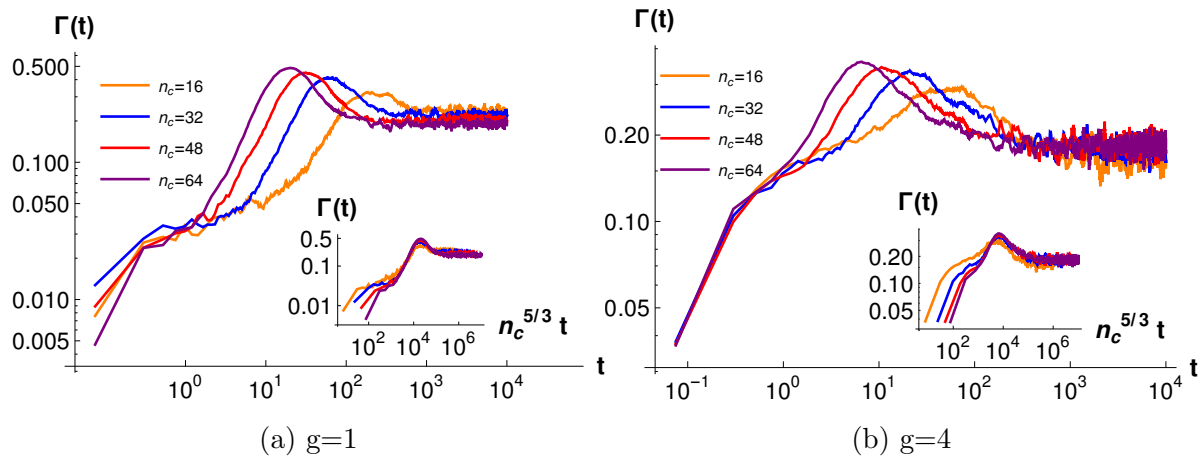 Γ(t)
0.500
0.100
0.050
0.010
0.005
n_c=16
n_c=32
n_c=48
n_c=64
Γ(t)
0.5
0.1
0.01
10^2 10^4 10^6
n_c^5/3 t
10^0 10^1 10^2 10^3 10^4
t
(a) g=1
Γ(t)
0.20
0.10
0.05
n_c=16
n_c=32
n_c=48
n_c=64
Γ(t)
0.20
0.10
0.05
10^2 10^4 10^6
n_c^5/3 t
10^-1 10^0 10^1 10^2 10^3 10^4
t
(b) g=4